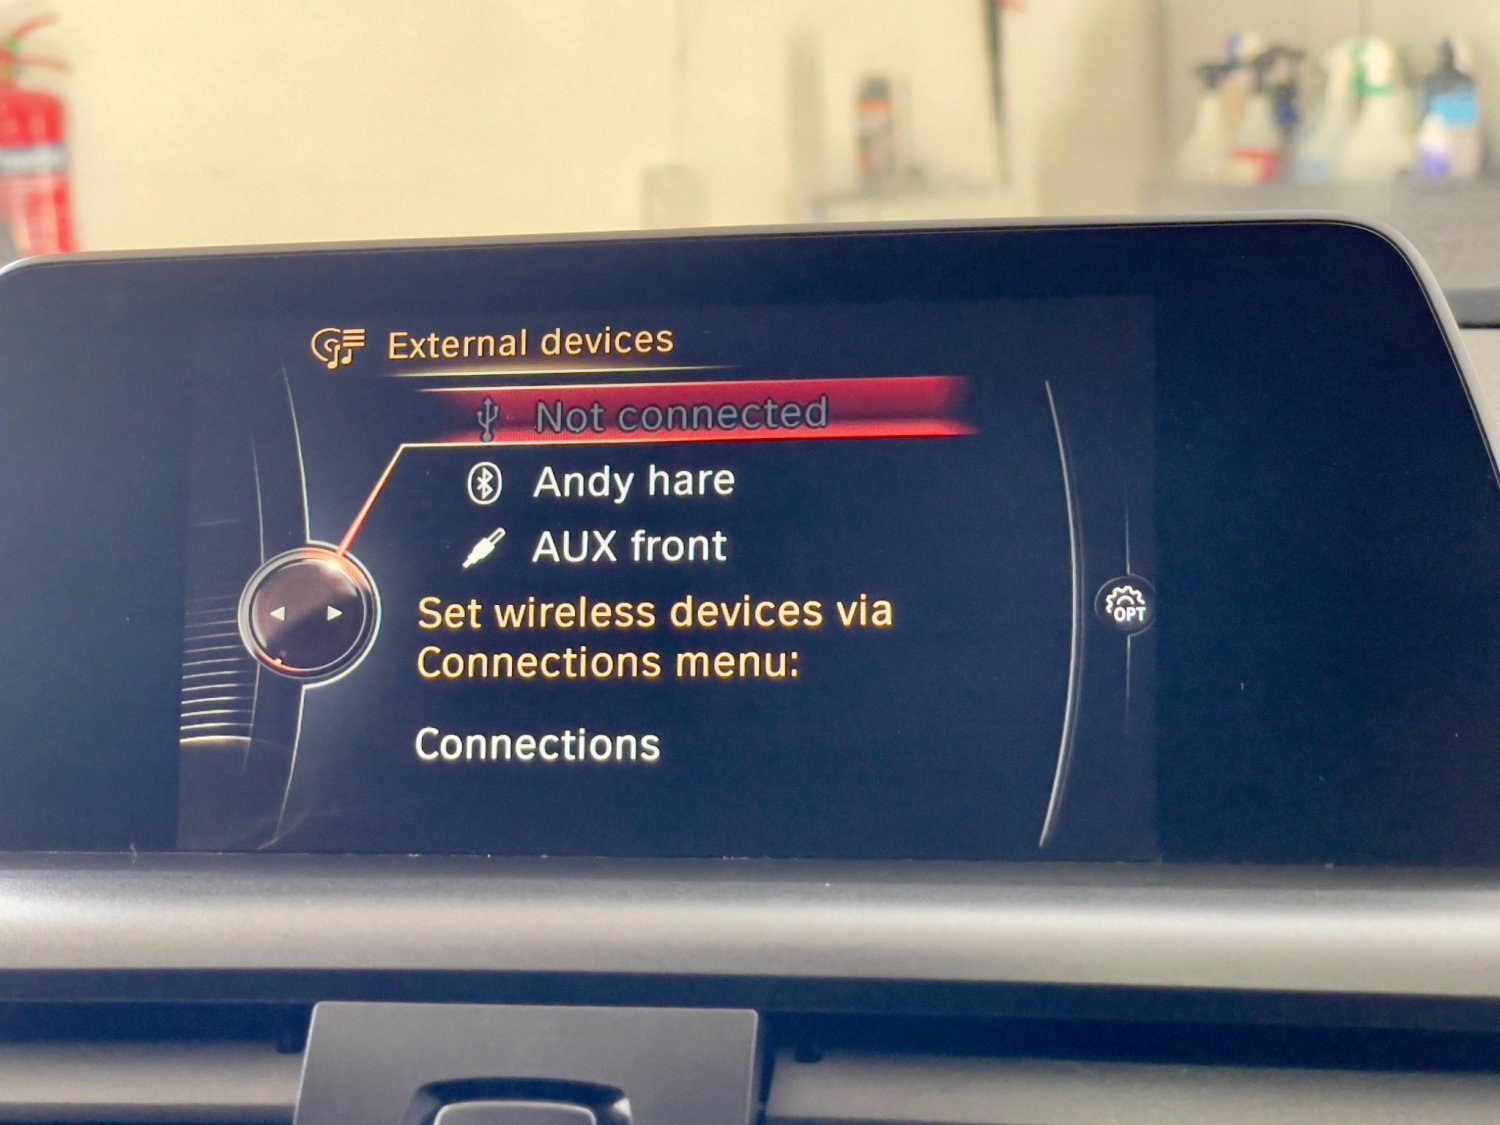 External devices
Not connected
Andy hare
AUX front
Set wireless devices via
Connections menu:
OPT
Connections